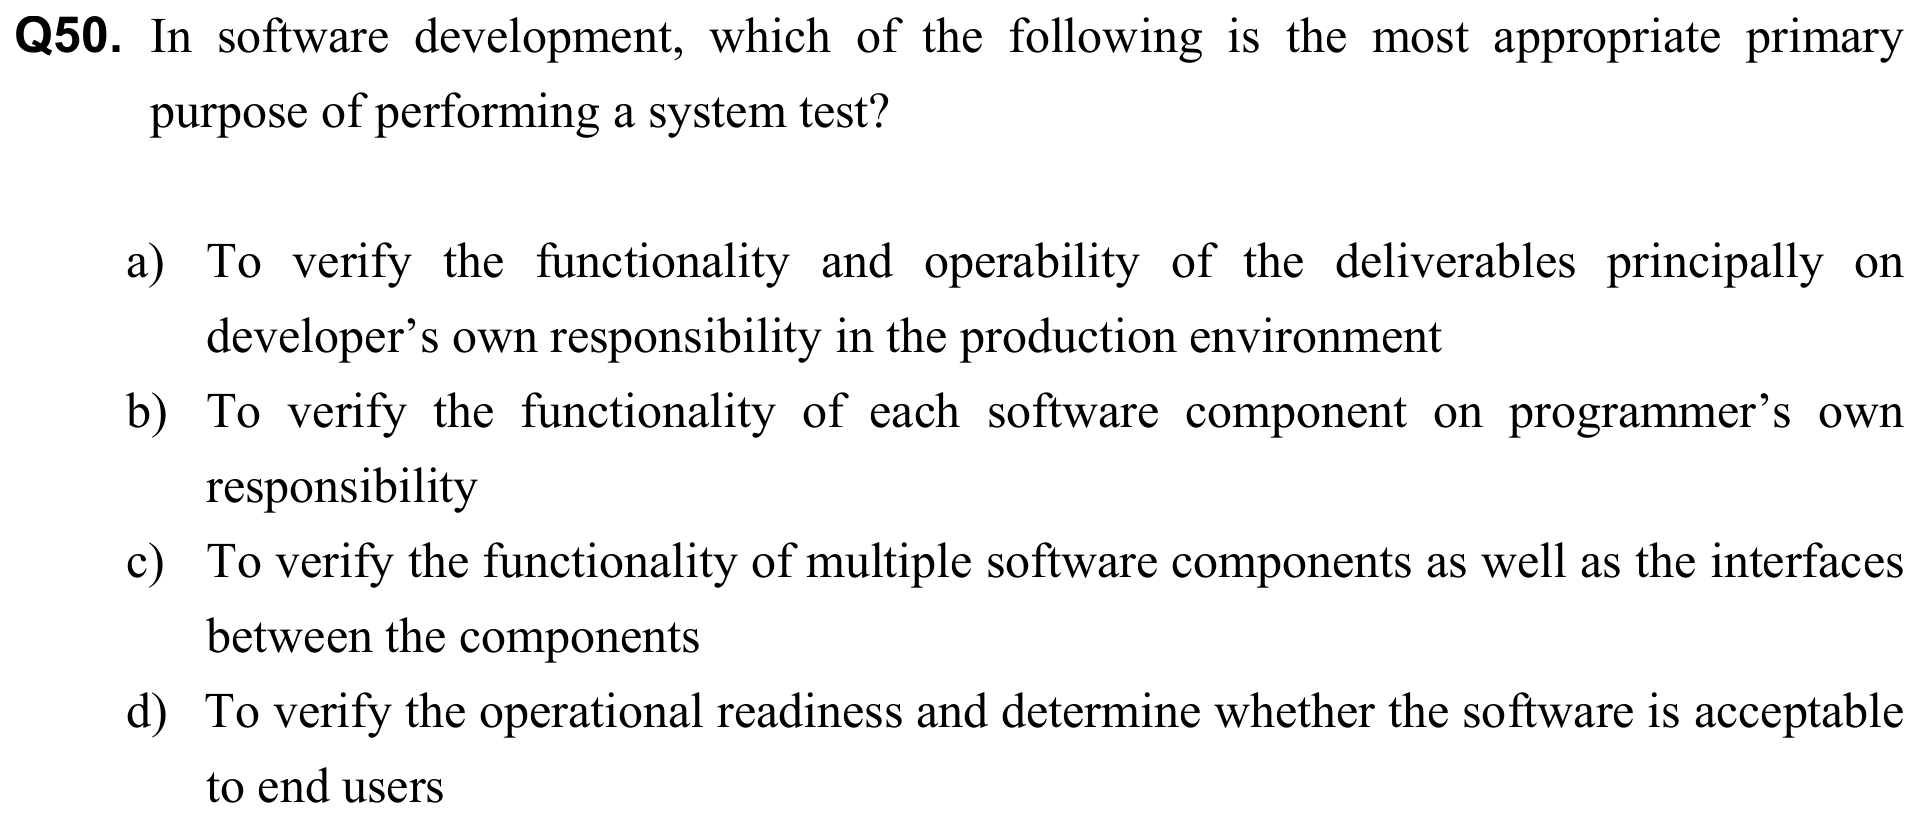 Q50. In software development, which of the following is the most appropriate primary
purpose of performing a system test?
a) To verify the functionality and operability of the deliverables principally on
developer’s own responsibility in the production environment
b) To verify the functionality of each software component on programmer’s own
responsibility
c) To verify the functionality of multiple software components as well as the interfaces
between the components
d) To verify the operational readiness and determine whether the software is acceptable
to end users